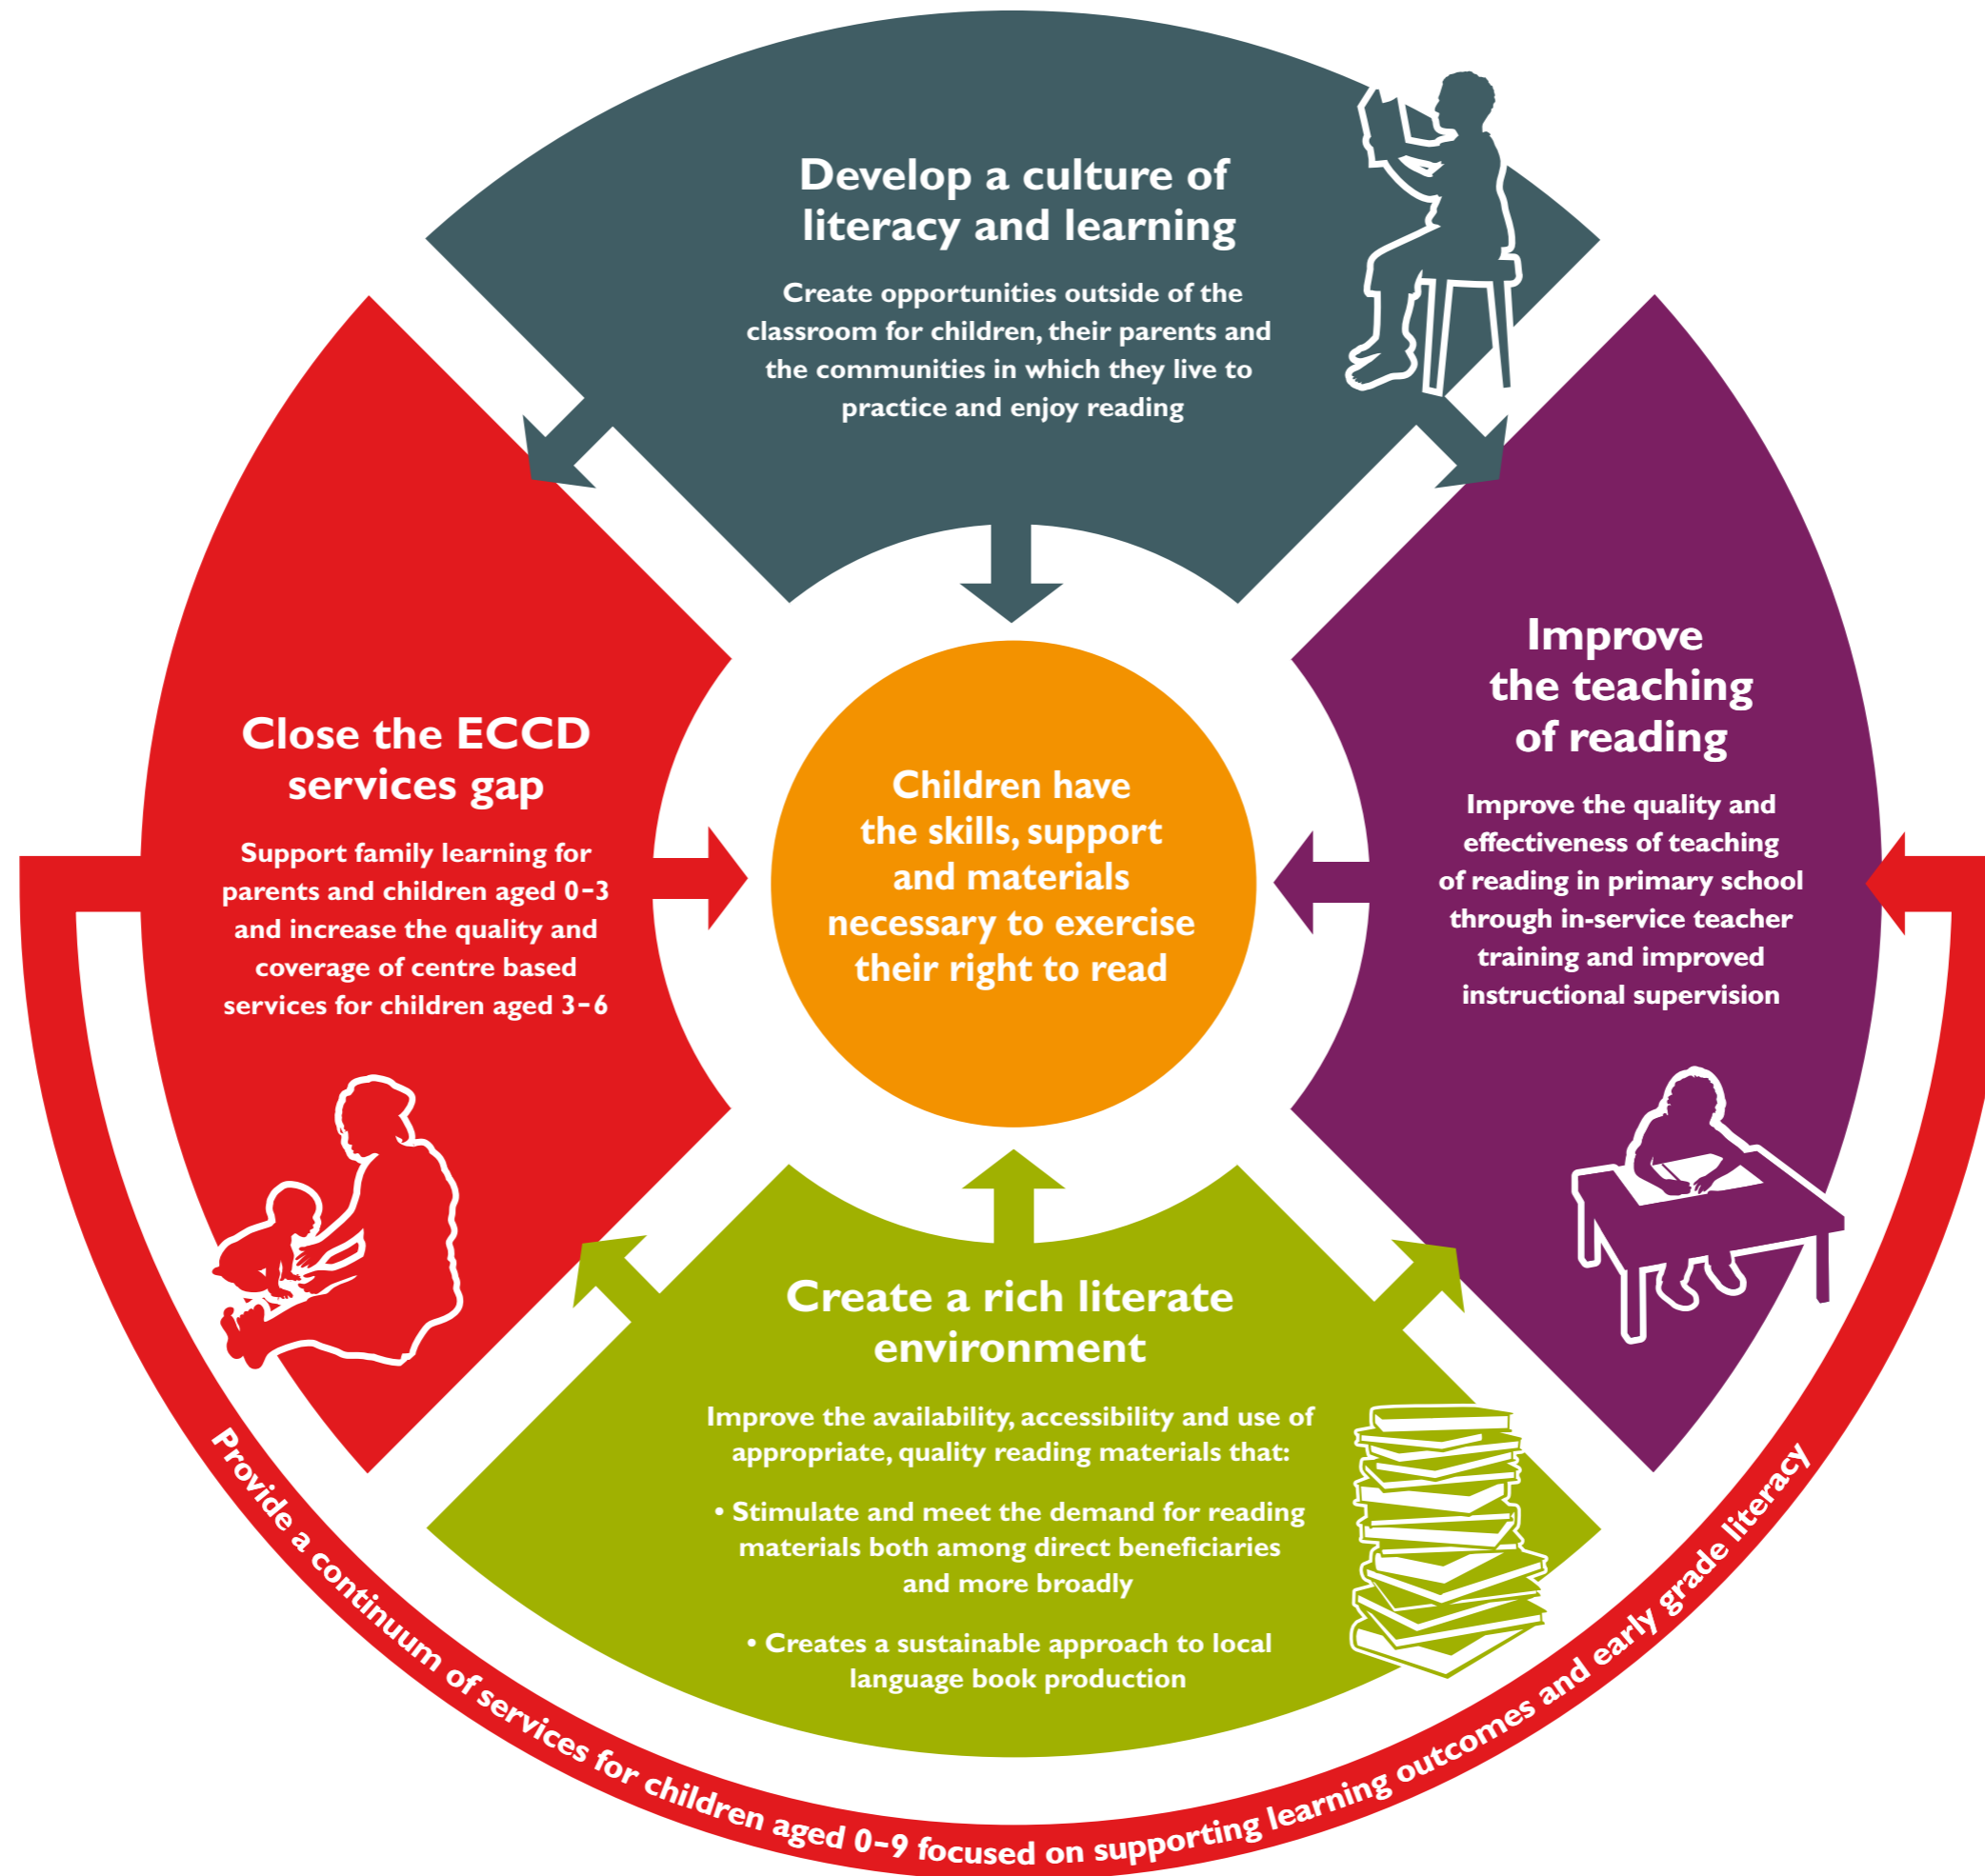 Develop a culture of
literacy and learning
Create opportunities outside of the
classroom for children, their parents and
the communities in which they live to
practice and enjoy reading
Close the ECCD
services gap
Support family learning for
parents and children aged 0-3
and increase the quality and
coverage of centre based
services for children aged 3-6
Children have
the skills, support
and materials
necessary to exercise
their right to read
Improve
the teaching
of reading
Improve the quality and
effectiveness of teaching
of reading in primary school
through in-service teacher
training and improved
instructional supervision
Create a rich literate
environment
Improve the availability, accessibility and use of
appropriate, quality reading materials that:
• Stimulate and meet the demand for reading
materials both among direct beneficiaries
and more broadly
• Creates a sustainable approach to local
language book production
Provide a continuum of services for children aged 0-9 focused on supporting learning outcomes and early grade literacy